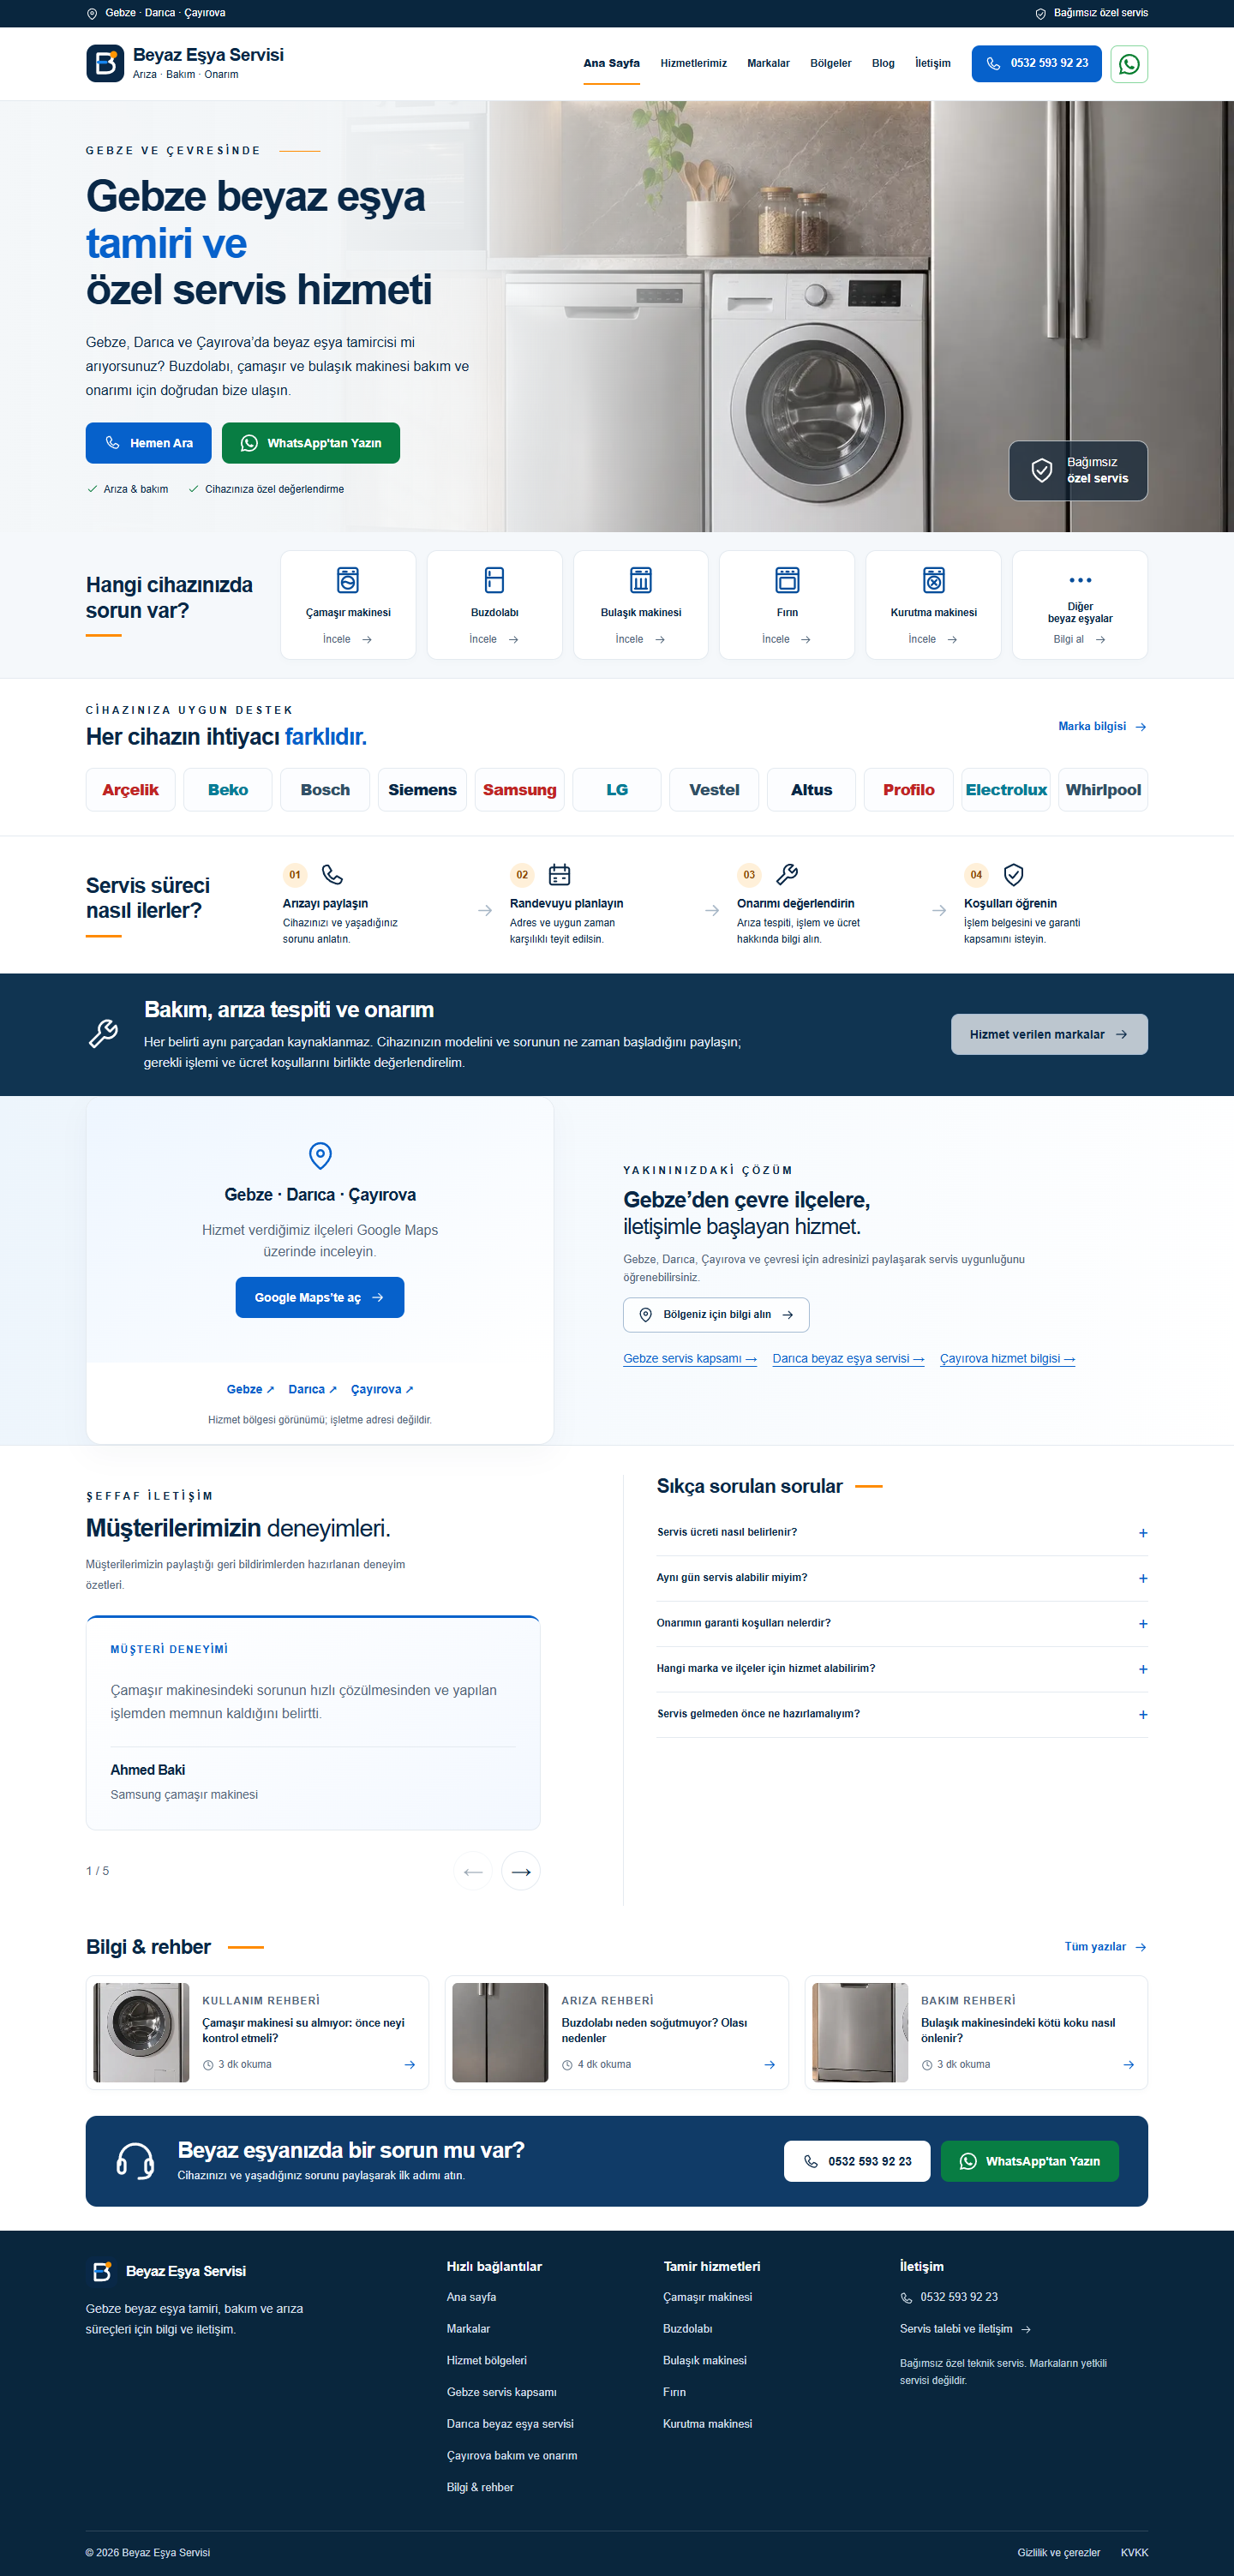 Gebze · Darıca · Çayırova
Bağımsız özel servis
Beyaz Eşya Servisi
Arıza · Bakım · Onarım
Ana Sayfa
Hizmetlerimiz
Markalar
Bölgeler
Blog
İletişim
0532 593 92 23
GEBZE VE ÇEVRESİNDE
Gebze beyaz eşya
tamiri ve
özel servis hizmeti
Gebze, Darıca ve Çayırova’da beyaz eşya tamircisi mi
arıyorsunuz? Buzdolabı, çamaşır ve bulaşık makinesi bakım ve
onarımı için doğrudan bize ulaşın.
Hemen Ara
WhatsApp'tan Yazın
Arıza & bakım
Cihazınıza özel değerlendirme
Bağımsız
özel servis
Hangi cihazınızda
sorun var?
Çamaşır makinesi
İncele →
Buzdolabı
İncele →
Bulaşık makinesi
İncele →
Fırın
İncele →
Kurutma makinesi
İncele →
Diğer
beyaz eşyalar
Bilgi al →
CİHAZINIZA UYGUN DESTEK
Her cihazın ihtiyacı farklıdır.
Marka bilgisi →
Arçelik
Beko
Bosch
Siemens
Samsung
LG
Vestel
Altus
Profilo
Electrolux
Whirlpool
Servis süreci
nasıl ilerler?
01
Arızayı paylaşın
Cihazınızı ve yaşadığınız
sorunu anlatın.
02
Randevuyu planlayın
Adres ve uygun zaman
karşılıklı teyit edilsin.
03
Onarımı değerlendirin
Arıza tespiti, işlem ve ücret
hakkında bilgi alın.
04
Koşulları öğrenin
İşlem belgesini ve garanti
kapsamını isteyin.
Bakım, arıza tespiti ve onarım
Her belirti aynı parçadan kaynaklanmaz. Cihazınızın modelini ve sorunun ne zaman başladığını paylaşın;
gerekli işlemi ve ücret koşullarını birlikte değerlendirelim.
Hizmet verilen markalar →
Gebze · Darıca · Çayırova
Hizmet verdiğimiz ilçeleri Google Maps
üzerinde inceleyin.
Google Maps'te aç →
Gebze ↗
Darıca ↗
Çayırova ↗
Hizmet bölgesi görünümü; işletme adresi değildir.
YAKININIZDAKİ ÇÖZÜM
Gebze’den çevre ilçelere,
iletişimle başlayan hizmet.
Gebze, Darıca, Çayırova ve çevresi için adresinizi paylaşarak servis uygunluğunu
öğrenebilirsiniz.
Bölgeniz için bilgi alın →
Gebze servis kapsamı →
Darıca beyaz eşya servisi →
Çayırova hizmet bilgisi →
ŞEFFAF İLETİŞİM
Müşterilerimizin deneyimleri.
Müşterilerimizin paylaştığı geri bildirimlerden hazırlanan deneyim
özetleri.
MÜŞTERİ DENEYİMİ
Çamaşır makinesindeki sorunun hızlı çözülmesinden ve yapılan
işlemden memnun kaldığını belirtti.
Ahmed Baki
Samsung çamaşır makinesi
1 / 5
← →
Sıkça sorulan sorular
Servis ücreti nasıl belirlenir? +
Aynı gün servis alabilir miyim? +
Onarımın garanti koşulları nelerdir? +
Hangi marka ve ilçeler için hizmet alabilirim? +
Servis gelmeden önce ne hazırlamalıyım? +
Bilgi & rehber
Tüm yazılar →
KULLANIM REHBERİ
Çamaşır makinesi su almıyor: önce neyi
kontrol etmeli?
3 dk okuma →
ARIZA REHBERİ
Buzdolabı neden soğutmuyor? Olası
nedenler
4 dk okuma →
BAKIM REHBERİ
Bulaşık makinesindeki kötü koku nasıl
önlenir?
3 dk okuma →
Beyaz eşyanızda bir sorun mu var?
Cihazınızı ve yaşadığınız sorunu paylaşarak ilk adımı atın.
0532 593 92 23
WhatsApp'tan Yazın
Beyaz Eşya Servisi
Gebze beyaz eşya tamiri, bakım ve arıza
süreçleri için bilgi ve iletişim.
Hızlı bağlantılar
Ana sayfa
Markalar
Hizmet bölgeleri
Gebze servis kapsamı
Darıca beyaz eşya servisi
Çayırova bakım ve onarım
Bilgi & rehber
Tamir hizmetleri
Çamaşır makinesi
Buzdolabı
Bulaşık makinesi
Fırın
Kurutma makinesi
İletişim
0532 593 92 23
Servis talebi ve iletişim →
Bağımsız özel teknik servis. Markaların yetkili
servisi değildir.
© 2026 Beyaz Eşya Servisi
Gizlilik ve çerezler
KVKK